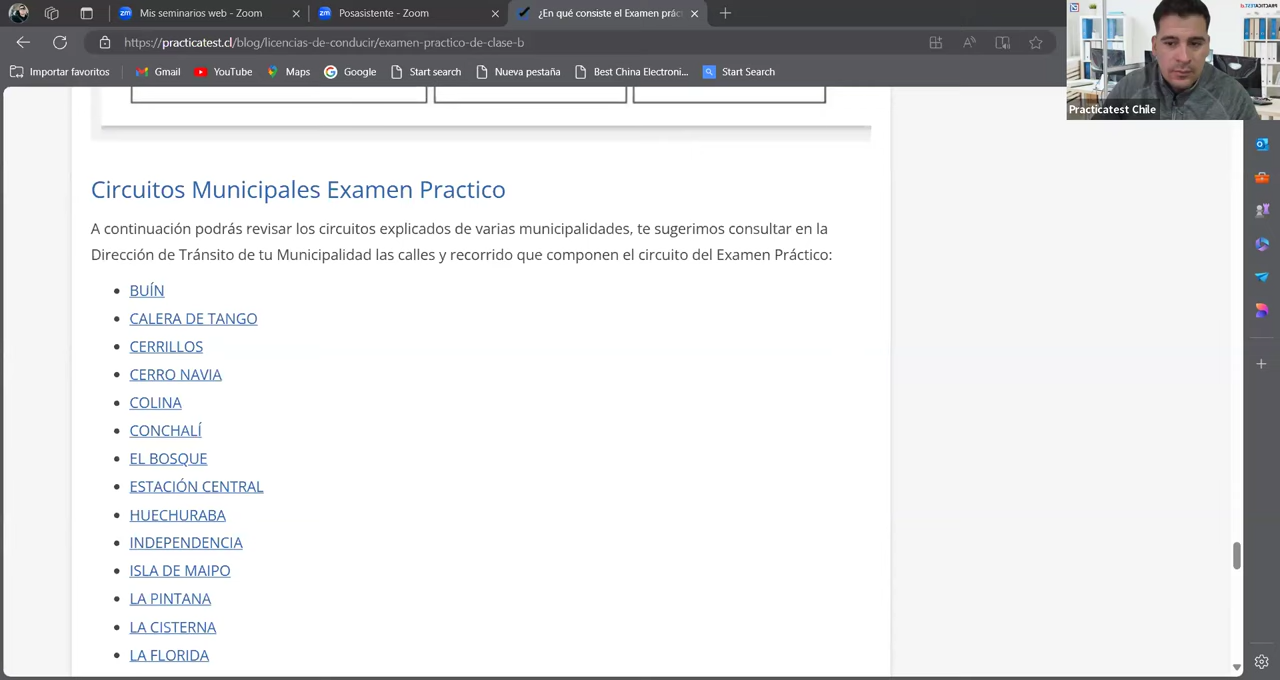 Mis seminarios web - Zoom
Posasistente - Zoom
¿En qué consiste el Examen prác
https://practicatest.cl/blog/licencias-de-conducir/examen-practico-de-clase-b
Importar favoritos
Gmail
YouTube
Maps
Google
Start search
Nueva pestaña
Best China Electroni...
Start Search
Practicatest Chile
Circuitos Municipales Examen Practico
A continuación podrás revisar los circuitos explicados de varias municipalidades, te sugerimos consultar en la
Dirección de Tránsito de tu Municipalidad las calles y recorrido que componen el circuito del Examen Práctico:
BUÍN
CALERA DE TANGO
CERRILLOS
CERRO NAVIA
COLINA
CONCHALÍ
EL BOSQUE
ESTACIÓN CENTRAL
HUECHURABA
INDEPENDENCIA
ISLA DE MAIPO
LA PINTANA
LA CISTERNA
LA FLORIDA